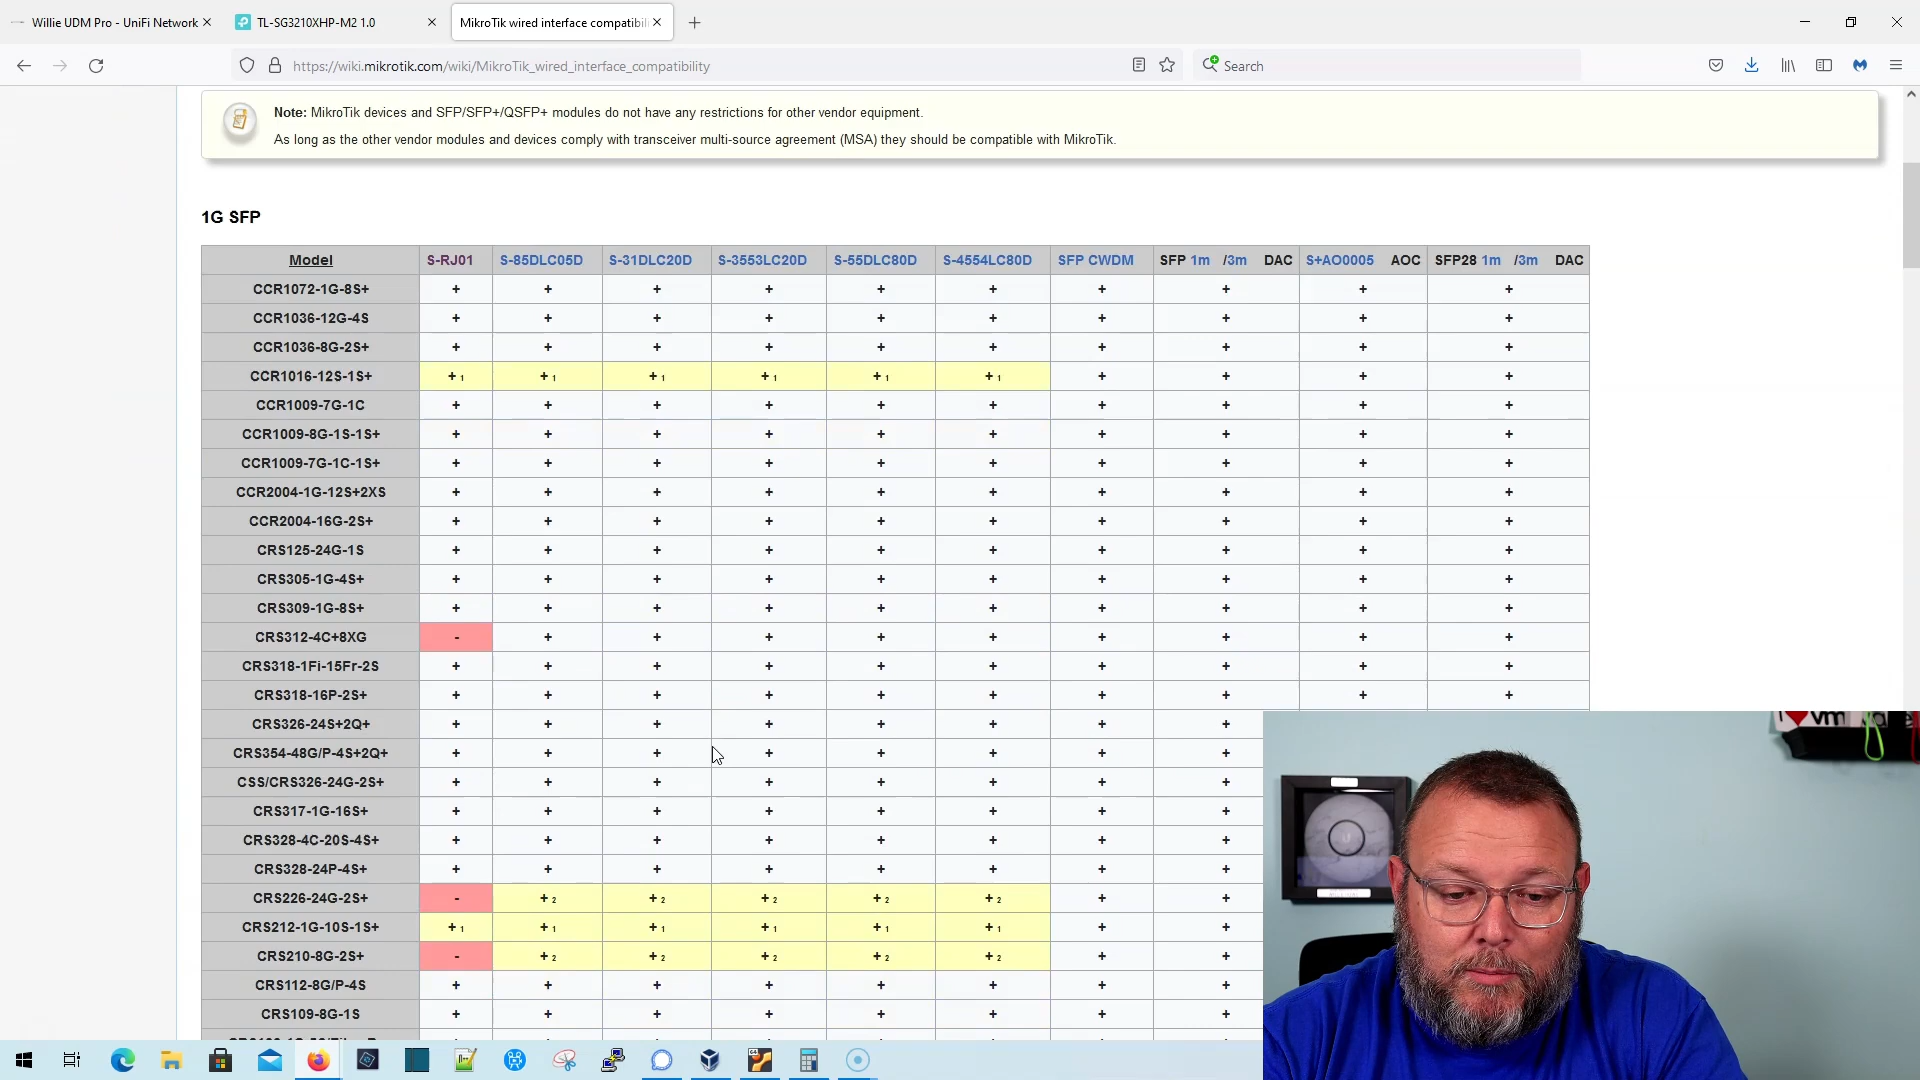 Willie UDM Pro - UniFi Network
TL-SG3210XHP-M2 1.0
MikroTik wired interface compatibili
https://wiki.mikrotik.com/wiki/MikroTik_wired_interface_compatibility
Search
Note: MikroTik devices and SFP/SFP+/QSFP+ modules do not have any restrictions for other vendor equipment.
As long as the other vendor modules and devices comply with transceiver multi-source agreement (MSA) they should be compatible with MikroTik.
1G SFP
Model S-RJ01 S-85DLC05D S-31DLC20D S-3553LC20D S-55DLC80D S-4554LC80D SFP CWDM SFP 1m /3m DAC S+AO0005 AOC SFP28 1m /3m DAC
CCR1072-1G-8S+ + + + + + + + + + +
CCR1036-12G-4S + + + + + + + + + +
CCR1036-8G-2S+ + + + + + + + + + +
CCR1016-12S-1S+ + 1 + 1 + 1 + 1 + 1 + 1 + + + +
CCR1009-7G-1C + + + + + + + + + +
CCR1009-8G-1S-1S+ + + + + + + + + + +
CCR1009-7G-1C-1S+ + + + + + + + + + +
CCR2004-1G-12S+2XS + + + + + + + + + +
CCR2004-16G-2S+ + + + + + + + + + +
CRS125-24G-1S + + + + + + + + + +
CRS305-1G-4S+ + + + + + + + + + +
CRS309-1G-8S+ + + + + + + + + + +
CRS312-4C+8XG - + + + + + + + + +
CRS318-1Fi-15Fr-2S + + + + + + + + + +
CRS318-16P-2S+ + + + + + + + + + +
CRS326-24S+2Q+ + + + + + + + +
CRS354-48G/P-4S+2Q+ + + + + + + + +
CSS/CRS326-24G-2S+ + + + + + + + +
CRS317-1G-16S+ + + + + + + + +
CRS328-4C-20S-4S+ + + + + + + + +
CRS328-24P-4S+ + + + + + + + +
CRS226-24G-2S+ - + 2 + 2 + 2 + 2 + 2 + +
CRS212-1G-10S-1S+ + 1 + 1 + 1 + 1 + 1 + 1 + +
CRS210-8G-2S+ - + 2 + 2 + 2 + 2 + 2 + +
CRS112-8G/P-4S + + + + + + + +
CRS109-8G-1S + + + + + + + +
vm